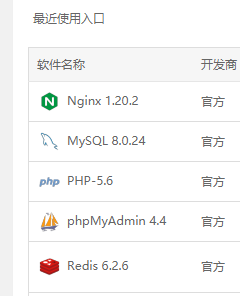 最近使用入口
软件名称 开发商
Nginx 1.20.2 官方
MySQL 8.0.24 官方
php PHP-5.6 官方
phpMyAdmin 4.4 官方
Redis 6.2.6 官方